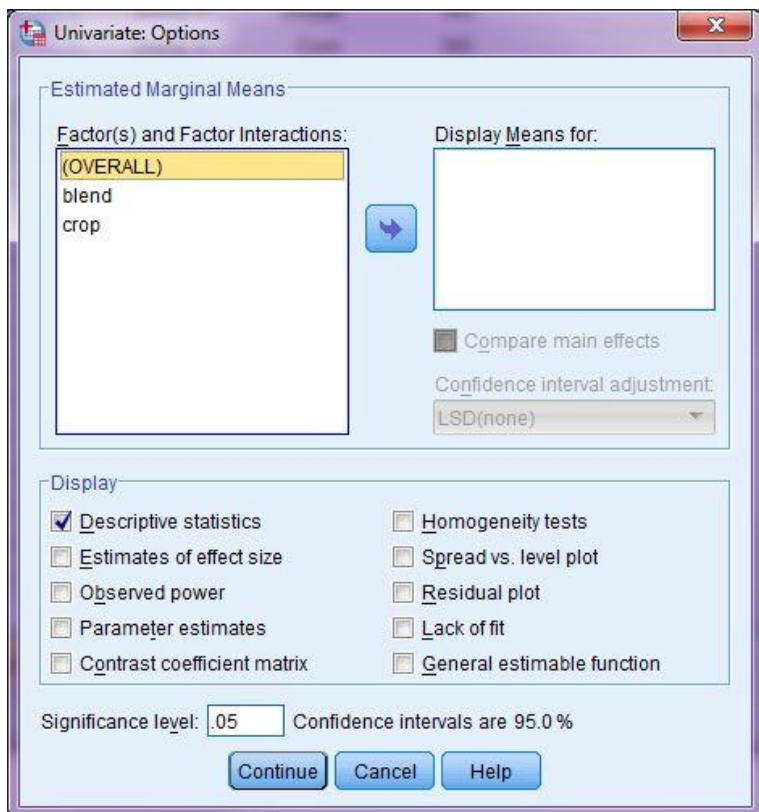 Univariate: Options
Estimated Marginal Means
Factor(s) and Factor Interactions:
(OVERALL)
blend
crop
Display Means for:
Compare main effects
Confidence interval adjustment:
LSD(none)
Display
Descriptive statistics
Estimates of effect size
Observed power
Parameter estimates
Contrast coefficient matrix
Homogeneity tests
Spread vs. level plot
Residual plot
Lack of fit
General estimable function
Significance level: .05 Confidence intervals are 95.0 %
Continue Cancel Help